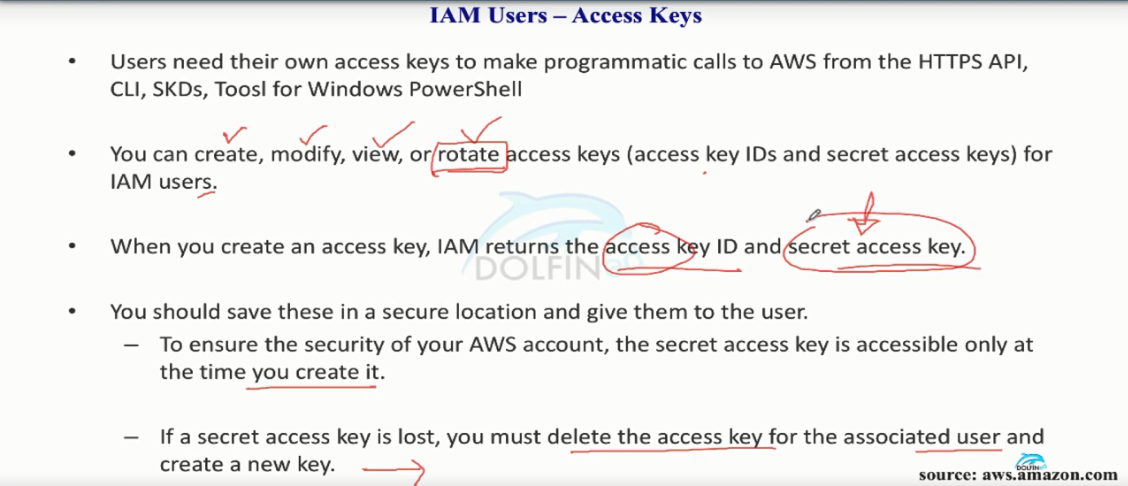 IAM Users – Access Keys
• Users need their own access keys to make programmatic calls to AWS from the HTTPS API,
CLI, SKDs, Toosl for Windows PowerShell
• You can create, modify, view, or rotate access keys (access key IDs and secret access keys) for
IAM users.
• When you create an access key, IAM returns the access key ID and secret access key.
DOLFIN
• You should save these in a secure location and give them to the user.
– To ensure the security of your AWS account, the secret access key is accessible only at
the time you create it.
– If a secret access key is lost, you must delete the access key for the associated user and
create a new key.
DOLFIN
source: aws.amazon.com